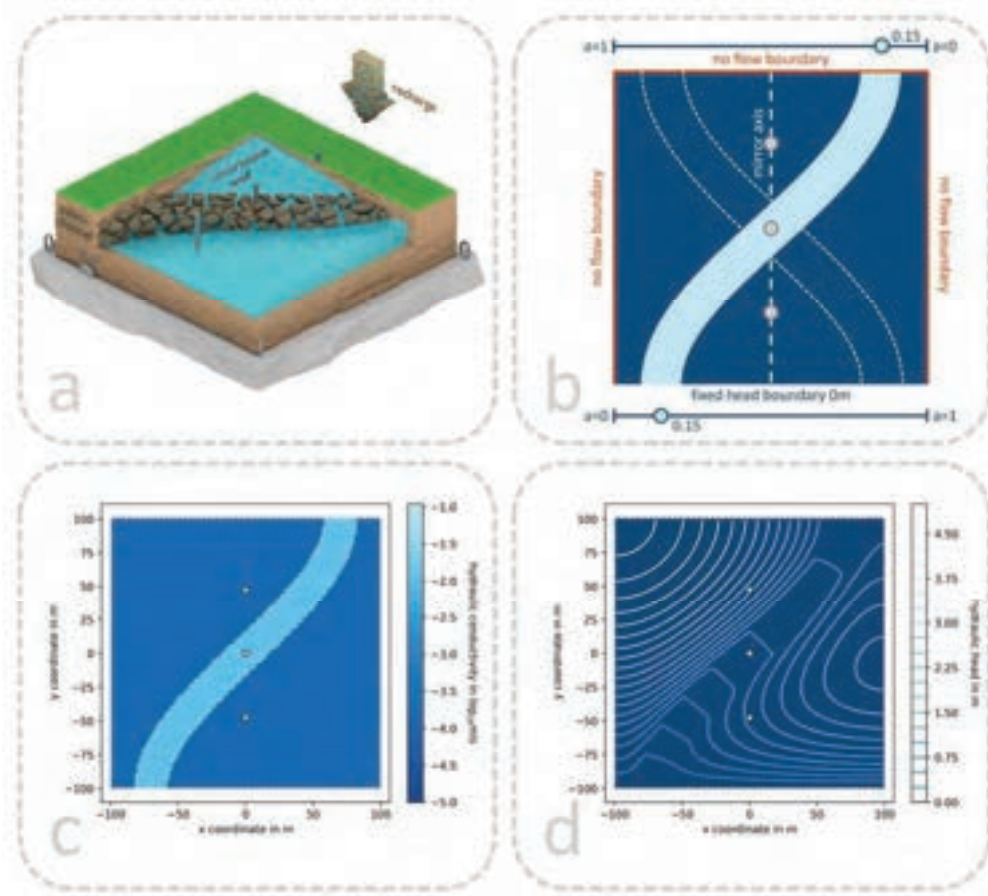 recharge
a
a=1
0.15
a=0
no flow boundary
mirror axis
no flow boundary
no flow boundary
fixed head boundary 0m
a=0
0.15
a=1
b
100
75
50
25
0
−25
−50
−75
−100
−100
−50
0
50
100
x coordinate in m
y coordinate in m
−2.0
−2.5
−3.0
−3.5
−4.0
−4.5
−5.0
c
100
75
50
25
0
−25
−50
−75
−100
−100
−50
0
50
100
x coordinate in m
y coordinate in m
4.50
3.75
3.00
2.25
1.50
0.75
0.00
hydraulic head in m
d